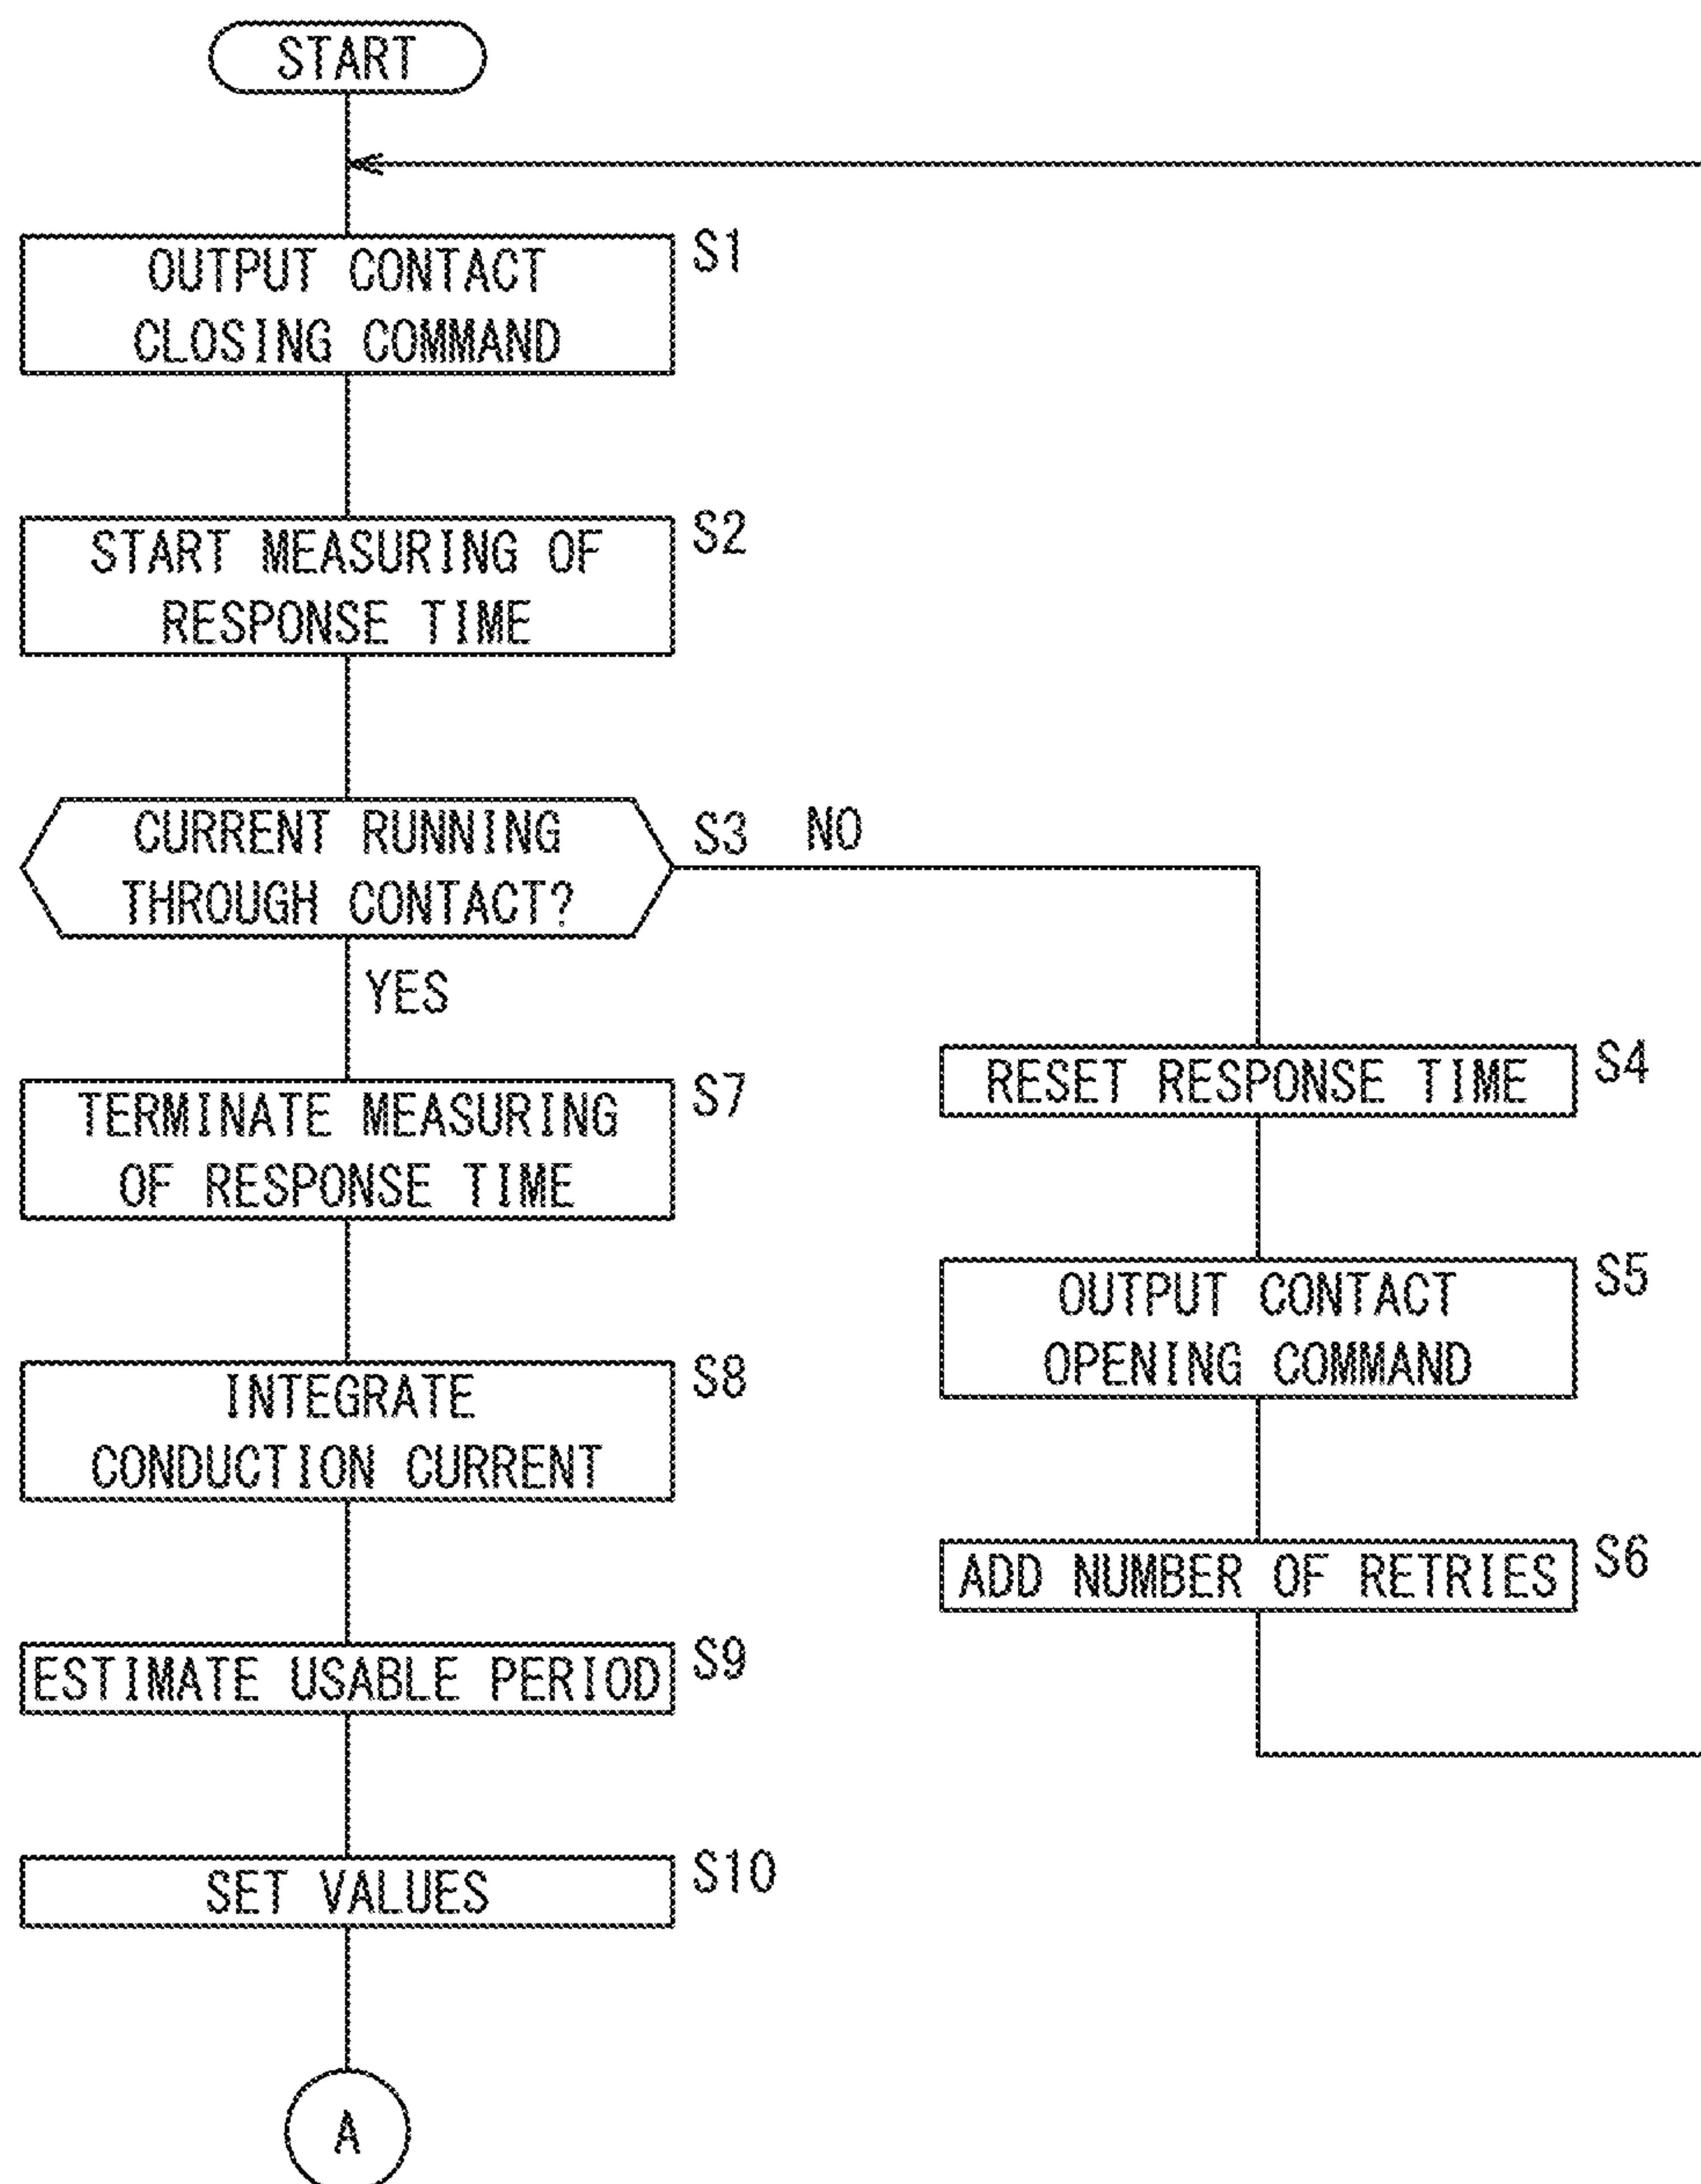 START
OUTPUT CONTACT
CLOSING COMMAND
S1
START MEASURING OF
RESPONSE TIME
S2
CURRENT RUNNING
THROUGH CONTACT?
S3 NO
YES
RESET RESPONSE TIME
S4
OUTPUT CONTACT
OPENING COMMAND
S5
ADD NUMBER OF RETRIES
S6
TERMINATE MEASURING
OF RESPONSE TIME
S7
INTEGRATE
CONDUCTION CURRENT
S8
ESTIMATE USABLE PERIOD
S9
SET VALUES
S10
A